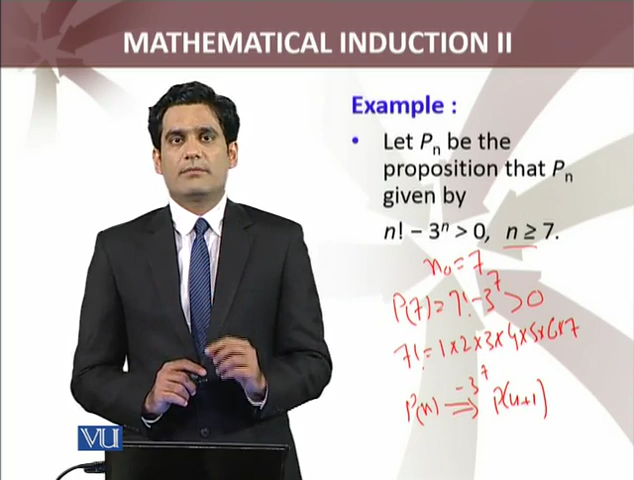 MATHEMATICAL INDUCTION II
Example :
• Let Pn be the
proposition that Pn
given by
n! − 3ⁿ > 0, n ≥ 7.
n₀ = 7
P(7) = 7! − 3⁷ > 0
7! = 1 x 2 x 3 x 4 x 5 x 6 x 7
− 3⁷
P(n) ⇒ P(n+1)
VU